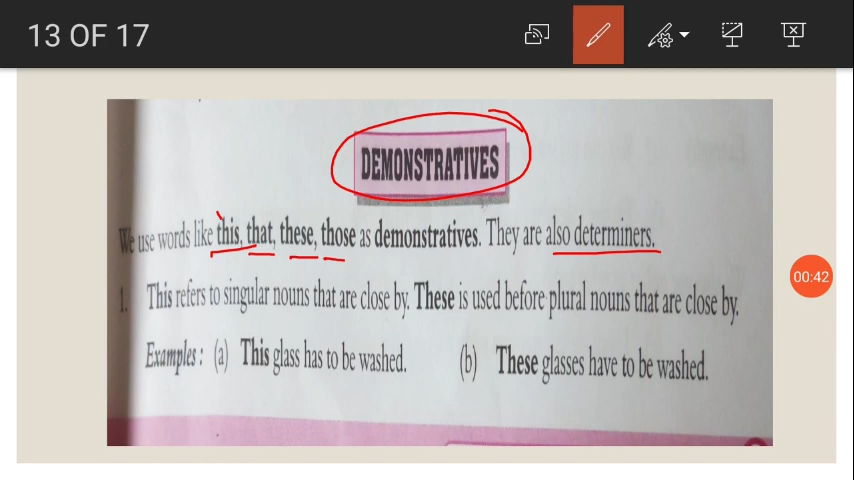 13 OF 17
DEMONSTRATIVES
We use words like this, that, these, those as demonstratives. They are also determiners.
1. This refers to singular nouns that are close by. These is used before plural nouns that are close by.
Examples: (a) This glass has to be washed. (b) These glasses have to be washed.
00:42